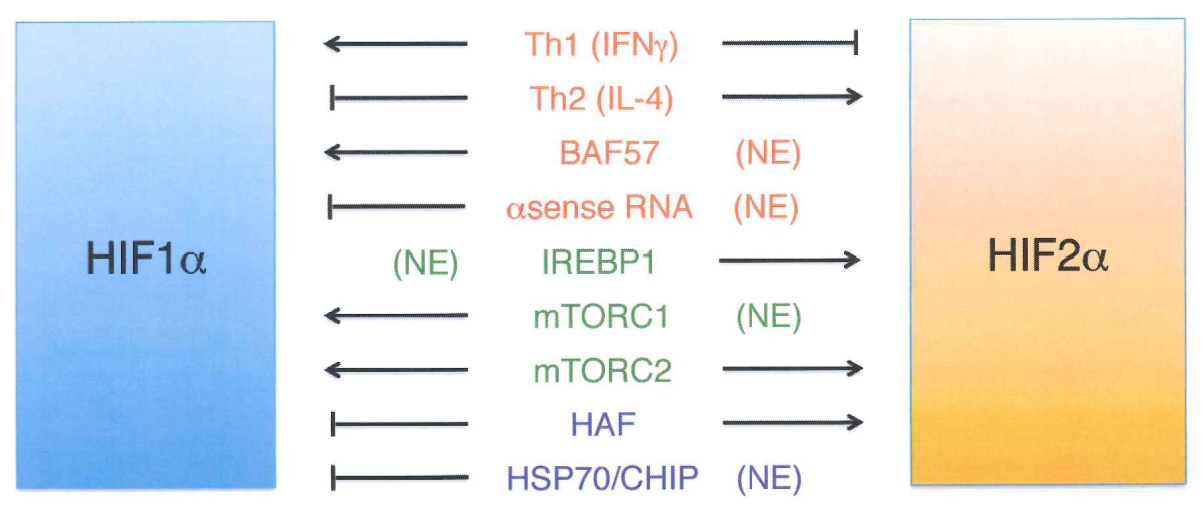 Th1 (IFNγ)
Th2 (IL-4)
BAF57 (NE)
αsense RNA (NE)
HIF1α
(NE) IREBP1
HIF2α
mTORC1 (NE)
mTORC2
HAF
HSP70/CHIP (NE)